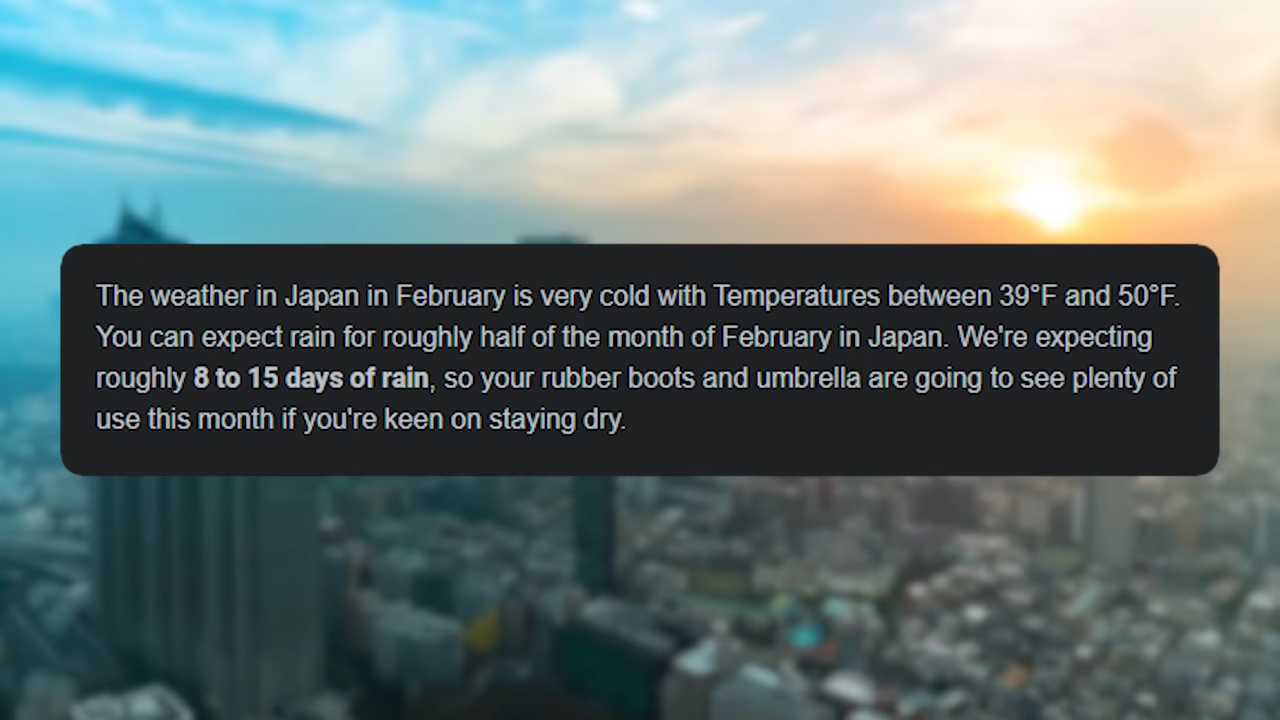 The weather in Japan in February is very cold with Temperatures between 39°F and 50°F.
You can expect rain for roughly half of the month of February in Japan. We're expecting
roughly 8 to 15 days of rain, so your rubber boots and umbrella are going to see plenty of
use this month if you're keen on staying dry.